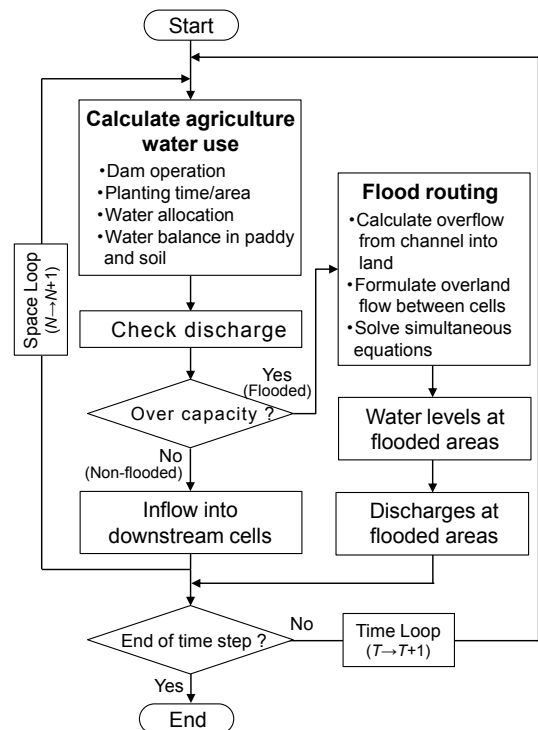 Start
Calculate agriculture
water use
•Dam operation
•Planting time/area
•Water allocation
•Water balance in paddy
and soil
Space Loop
(N→N+1)
Check discharge
Over capacity ?
Yes
(Flooded)
No
(Non-flooded)
Inflow into
downstream cells
Flood routing
•Calculate overflow
from channel into
land
•Formulate overland
flow between cells
•Solve simultaneous
equations
Water levels at
flooded areas
Discharges at
flooded areas
End of time step ?
No
Time Loop
(T→T+1)
Yes
End